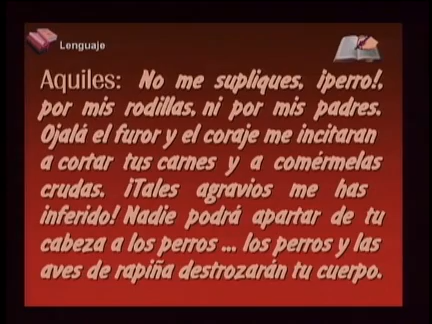 Lenguaje
Aquiles: No me supliques, ¡perro!,
por mis rodillas, ni por mis padres.
Ojalá el furor y el coraje me incitaran
a cortar tus carnes y a comérmelas
crudas. ¡Tales agravios me has
inferido! Nadie podrá apartar de tu
cabeza a los perros ... los perros y las
aves de rapiña destrozarán tu cuerpo.